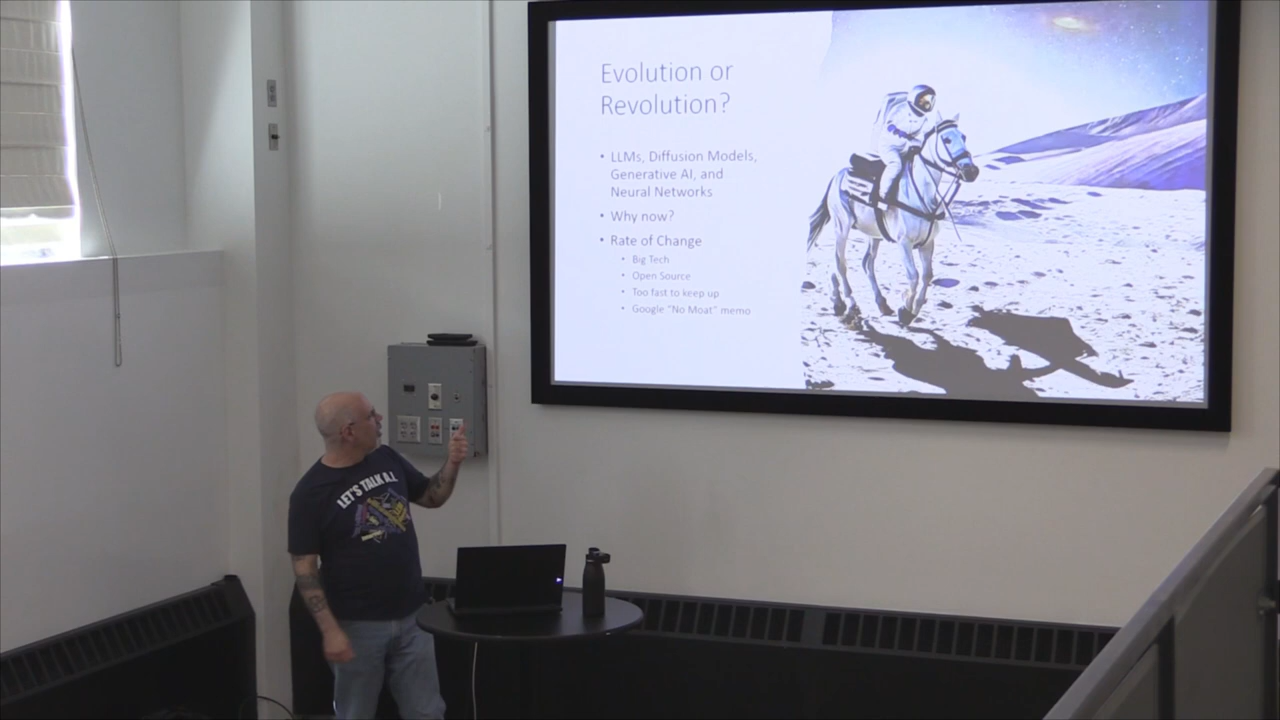 Evolution or
Revolution?
• LLMs, Diffusion Models,
Generative AI, and
Neural Networks
• Why now?
• Rate of Change
• Big Tech
• Open Source
• Too fast to keep up
• Google "No Moat" memo
LET'S TALK A.I.